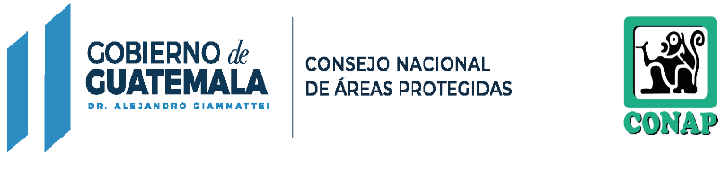 GOBIERNO de
GUATEMALA
DR. ALEJANDRO GIAMMATTEI
CONSEJO NACIONAL
DE ÁREAS PROTEGIDAS
CONAP